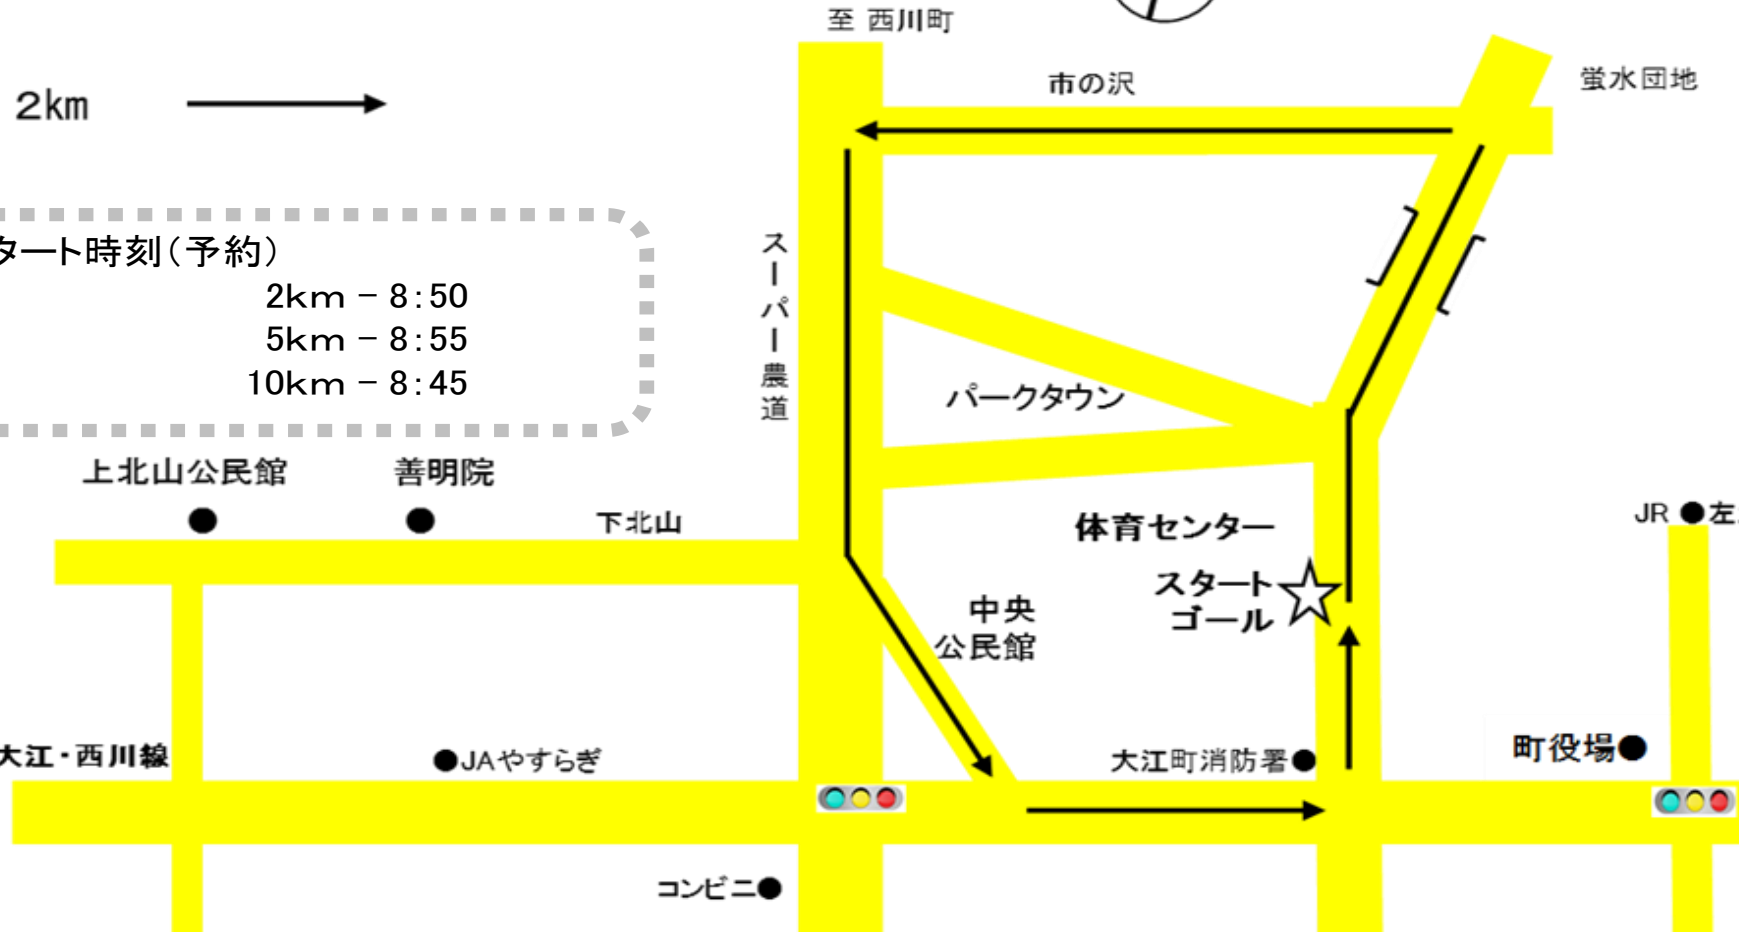 至 西川町
市の沢
蛍水団地
2km
タート時刻(予約)
2km － 8:50
5km － 8:55
10km － 8:45
スーパー農道
パークタウン
上北山公民館
善明院
下北山
体育センター
JR ●左
スタート
ゴール
中央
公民館
大江・西川線
●JAやすらぎ
大江町消防署●
町役場●
コンビニ●